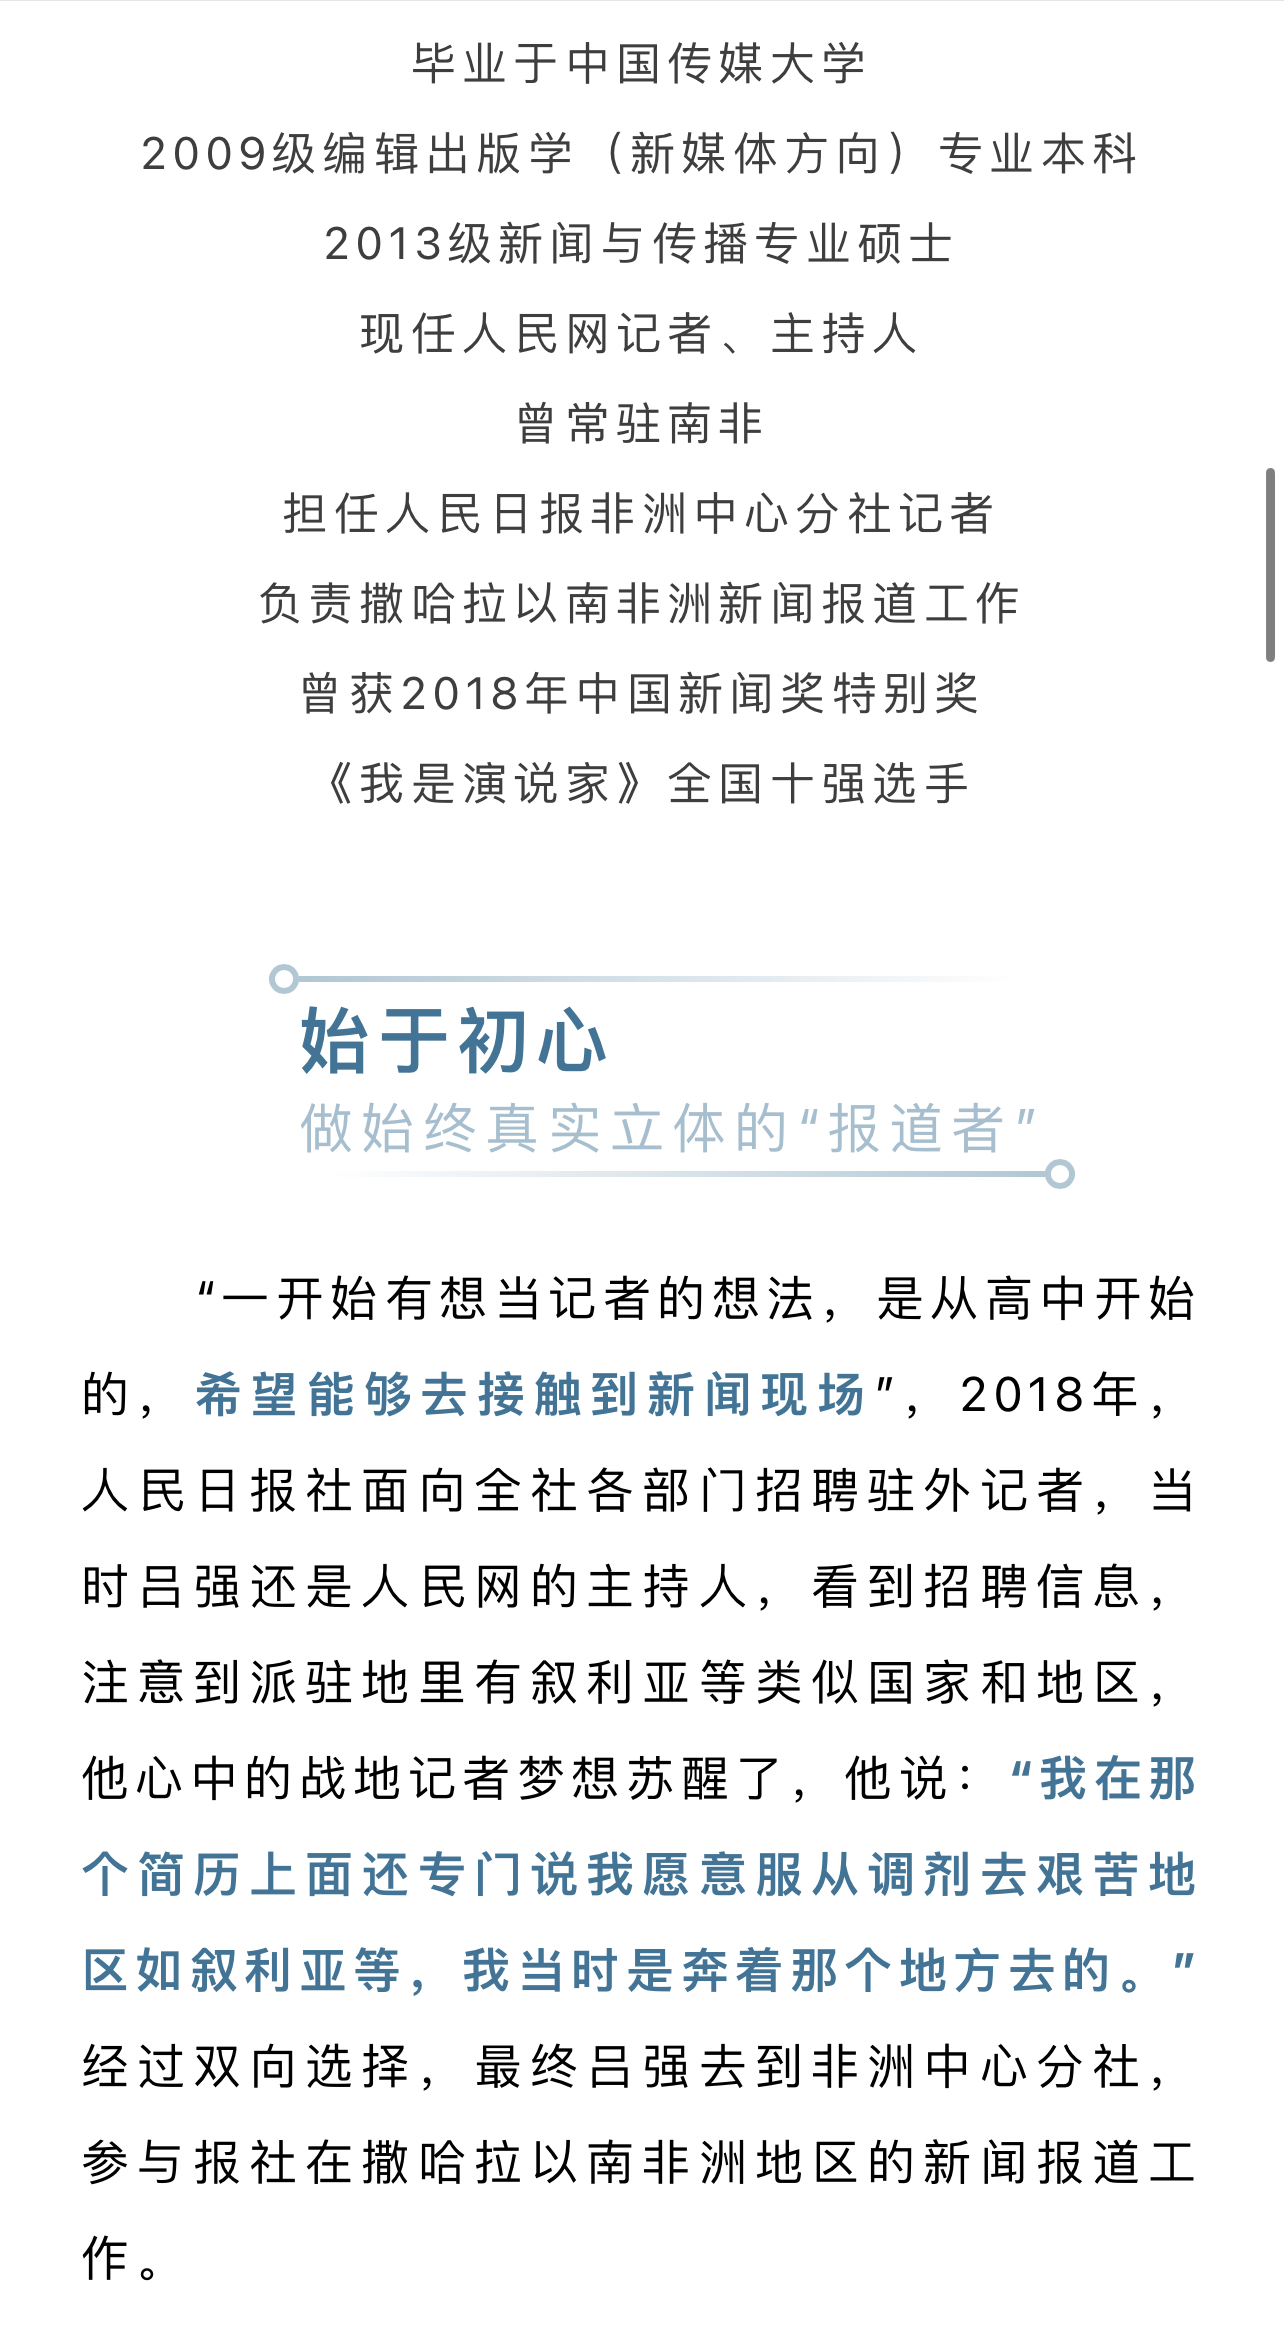 毕业于中国传媒大学
2009级编辑出版学（新媒体方向）专业本科
2013级新闻与传播专业硕士
现任人民网记者、主持人
曾常驻南非
担任人民日报非洲中心分社记者
负责撒哈拉以南非洲新闻报道工作
曾获2018年中国新闻奖特别奖
《我是演说家》全国十强选手
始于初心
做始终真实立体的“报道者”
“一开始有想当记者的想法，是从高中开始
的，希望能够去接触到新闻现场”，2018年，
人民日报社面向全社各部门招聘驻外记者，当
时吕强还是人民网的主持人，看到招聘信息，
注意到派驻地里有叙利亚等类似国家和地区，
他心中的战地记者梦想苏醒了，他说：“我在那
个简历上面还专门说我愿意服从调剂去艰苦地
区如叙利亚等，我当时是奔着那个地方去的。”
经过双向选择，最终吕强去到非洲中心分社，
参与报社在撒哈拉以南非洲地区的新闻报道工
作。